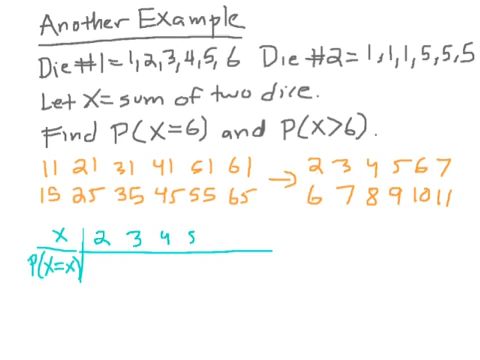 Another Example
Die #1=1,2,3,4,5,6 Die #2=1,1,1,5,5,5
Let X=sum of two dice.
Find P(X=6) and P(X>6).
11 21 31 41 51 61 → 2 3 4 5 6 7
15 25 35 45 55 65 6 7 8 9 10 11
X 2 3 4 5
P(X=x)